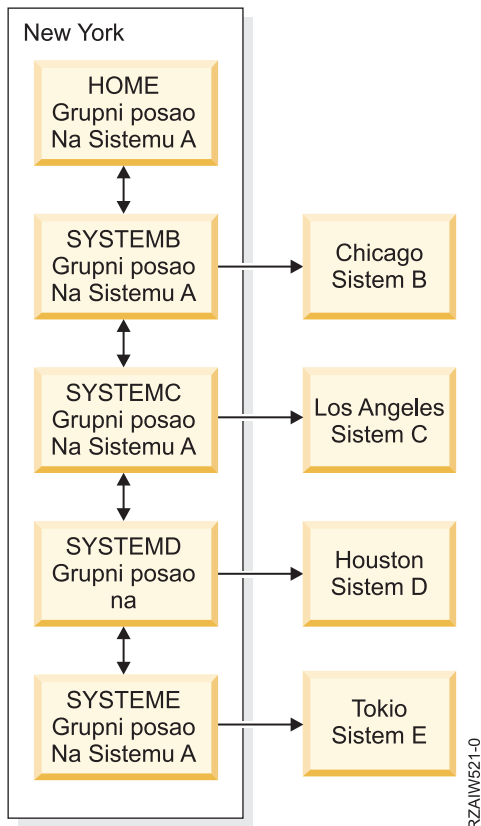 New York
HOME
Grupni posao
Na Sistemu A
SYSTEMB
Grupni posao
Na Sistemu A
Chicago
Sistem B
SYSTEMC
Grupni posao
Na Sistemu A
Los Angeles
Sistem C
SYSTEMD
Grupni posao
na
Houston
Sistem D
SYSTEME
Grupni posao
Na Sistemu A
Tokio
Sistem E
RZAIW521-0